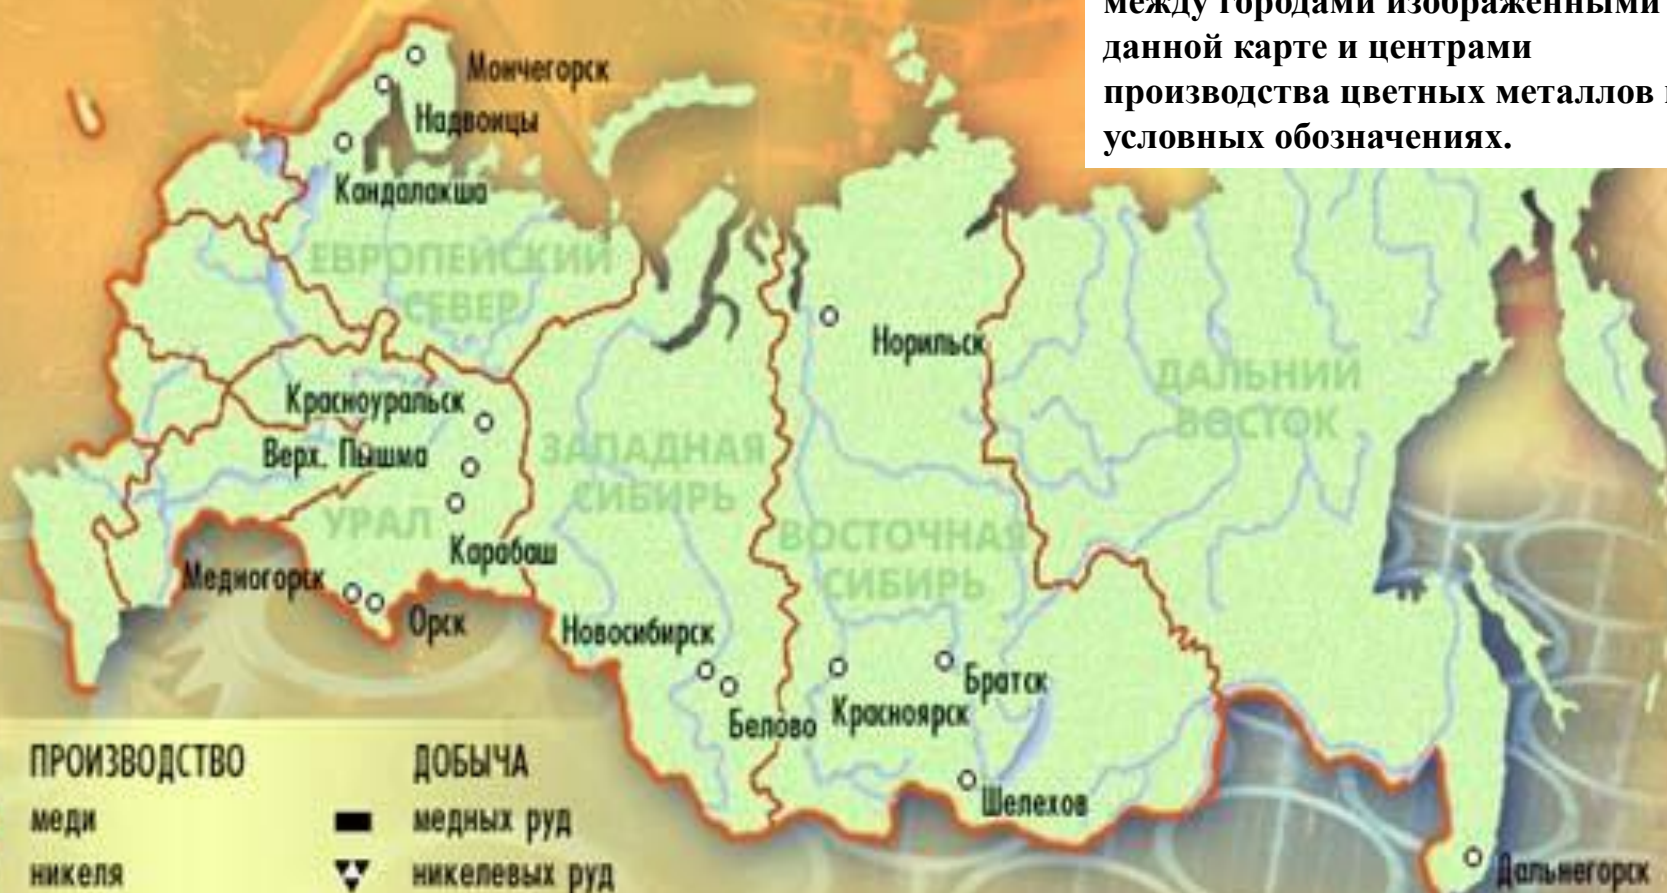 между городами изображенными
данной карте и центрами
производства цветных металлов
условных обозначениях.
Мончегорск
Надвоицы
Кандалакша
ЕВРОПЕЙСКИЙ
СЕВЕР
Норильск
ДАЛЬНИЙ
ВОСТОК
Красноуральск
Верх. Пышма
ЗАПАДНАЯ
СИБИРЬ
УРАЛ
Карабаш
ВОСТОЧНАЯ
СИБИРЬ
Медногорск
Орск
Новосибирск
Белово
Красноярск
Братск
Шелехов
Дальнегорск
ПРОИЗВОДСТВО
меди
никеля
ДОБЫЧА
медных руд
никелевых руд